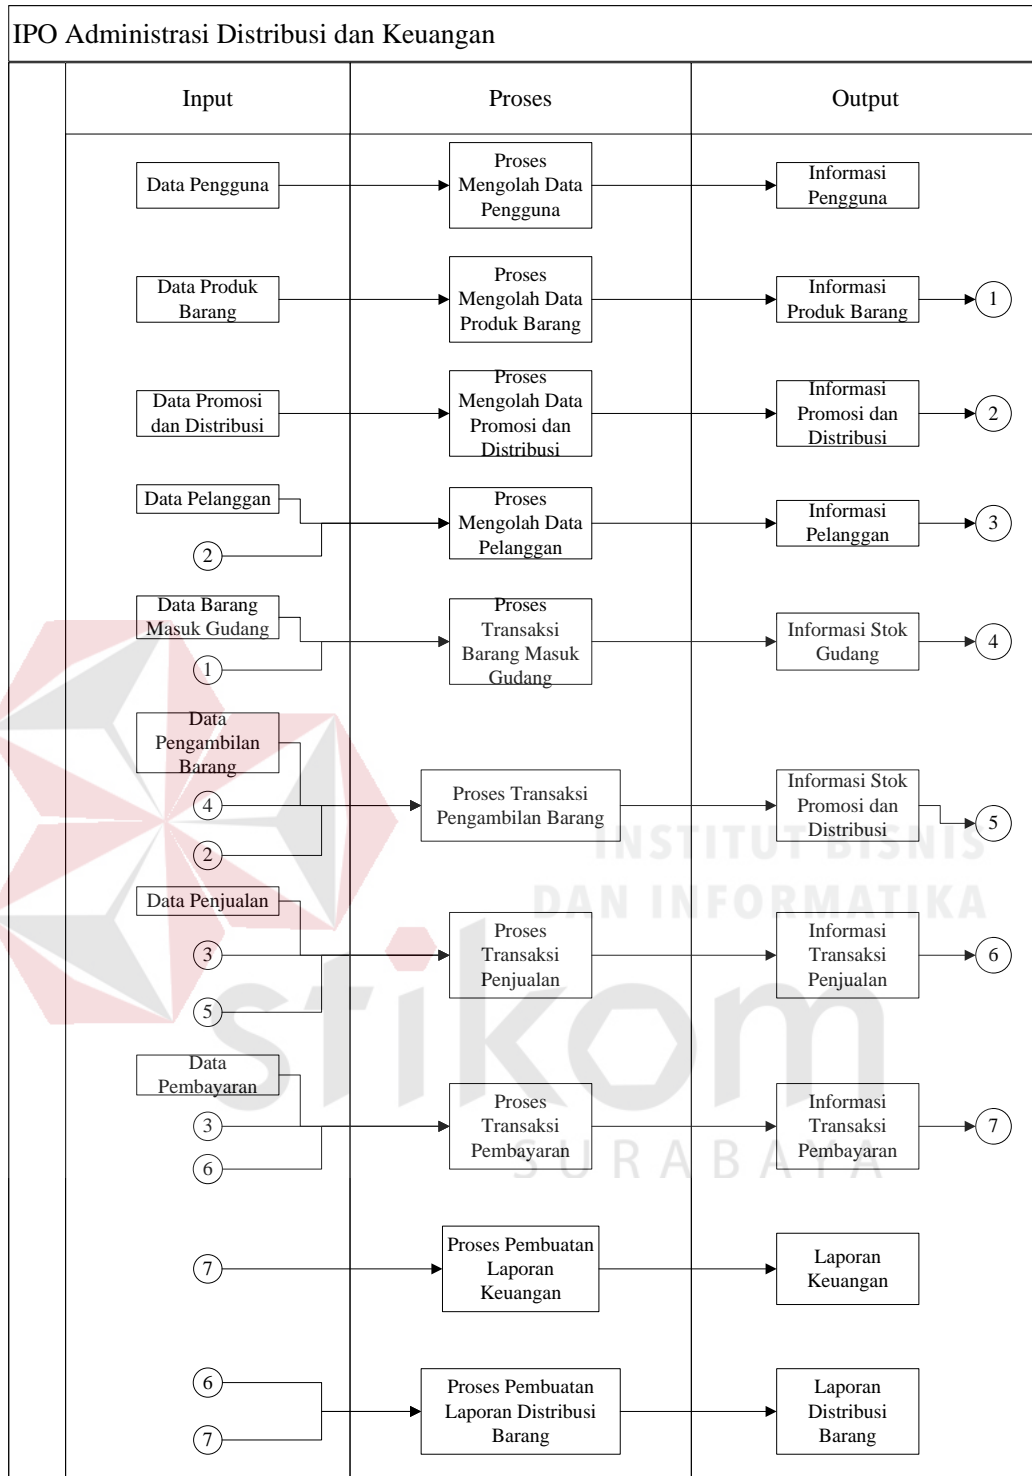 IPO Administrasi Distribusi dan Keuangan
Input
Proses
Output
Data Pengguna
Proses
Mengolah Data
Pengguna
Informasi
Pengguna
Data Produk
Barang
Proses
Mengolah Data
Produk Barang
Informasi
Produk Barang
1
Data Promosi
dan Distribusi
Proses
Mengolah Data
Promosi dan
Distribusi
Informasi
Promosi dan
Distribusi
2
Data Pelanggan
2
Proses
Mengolah Data
Pelanggan
Informasi
Pelanggan
3
Data Barang
Masuk Gudang
1
Proses
Transaksi
Barang Masuk
Gudang
Informasi Stok
Gudang
4
Data
Pengambilan
Barang
4
2
Proses Transaksi
Pengambilan Barang
Informasi Stok
Promosi dan
Distribusi
5
INSTITUT BISNIS
DAN INFORMATIKA
Data Penjualan
3
5
Proses
Transaksi
Penjualan
Informasi
Transaksi
Penjualan
6
stikom
Data
Pembayaran
3
6
Proses
Transaksi
Pembayaran
Informasi
Transaksi
Pembayaran
7
SURABAYA
7
Proses Pembuatan
Laporan
Keuangan
Laporan
Keuangan
6
7
Proses Pembuatan
Laporan Distribusi
Barang
Laporan
Distribusi
Barang